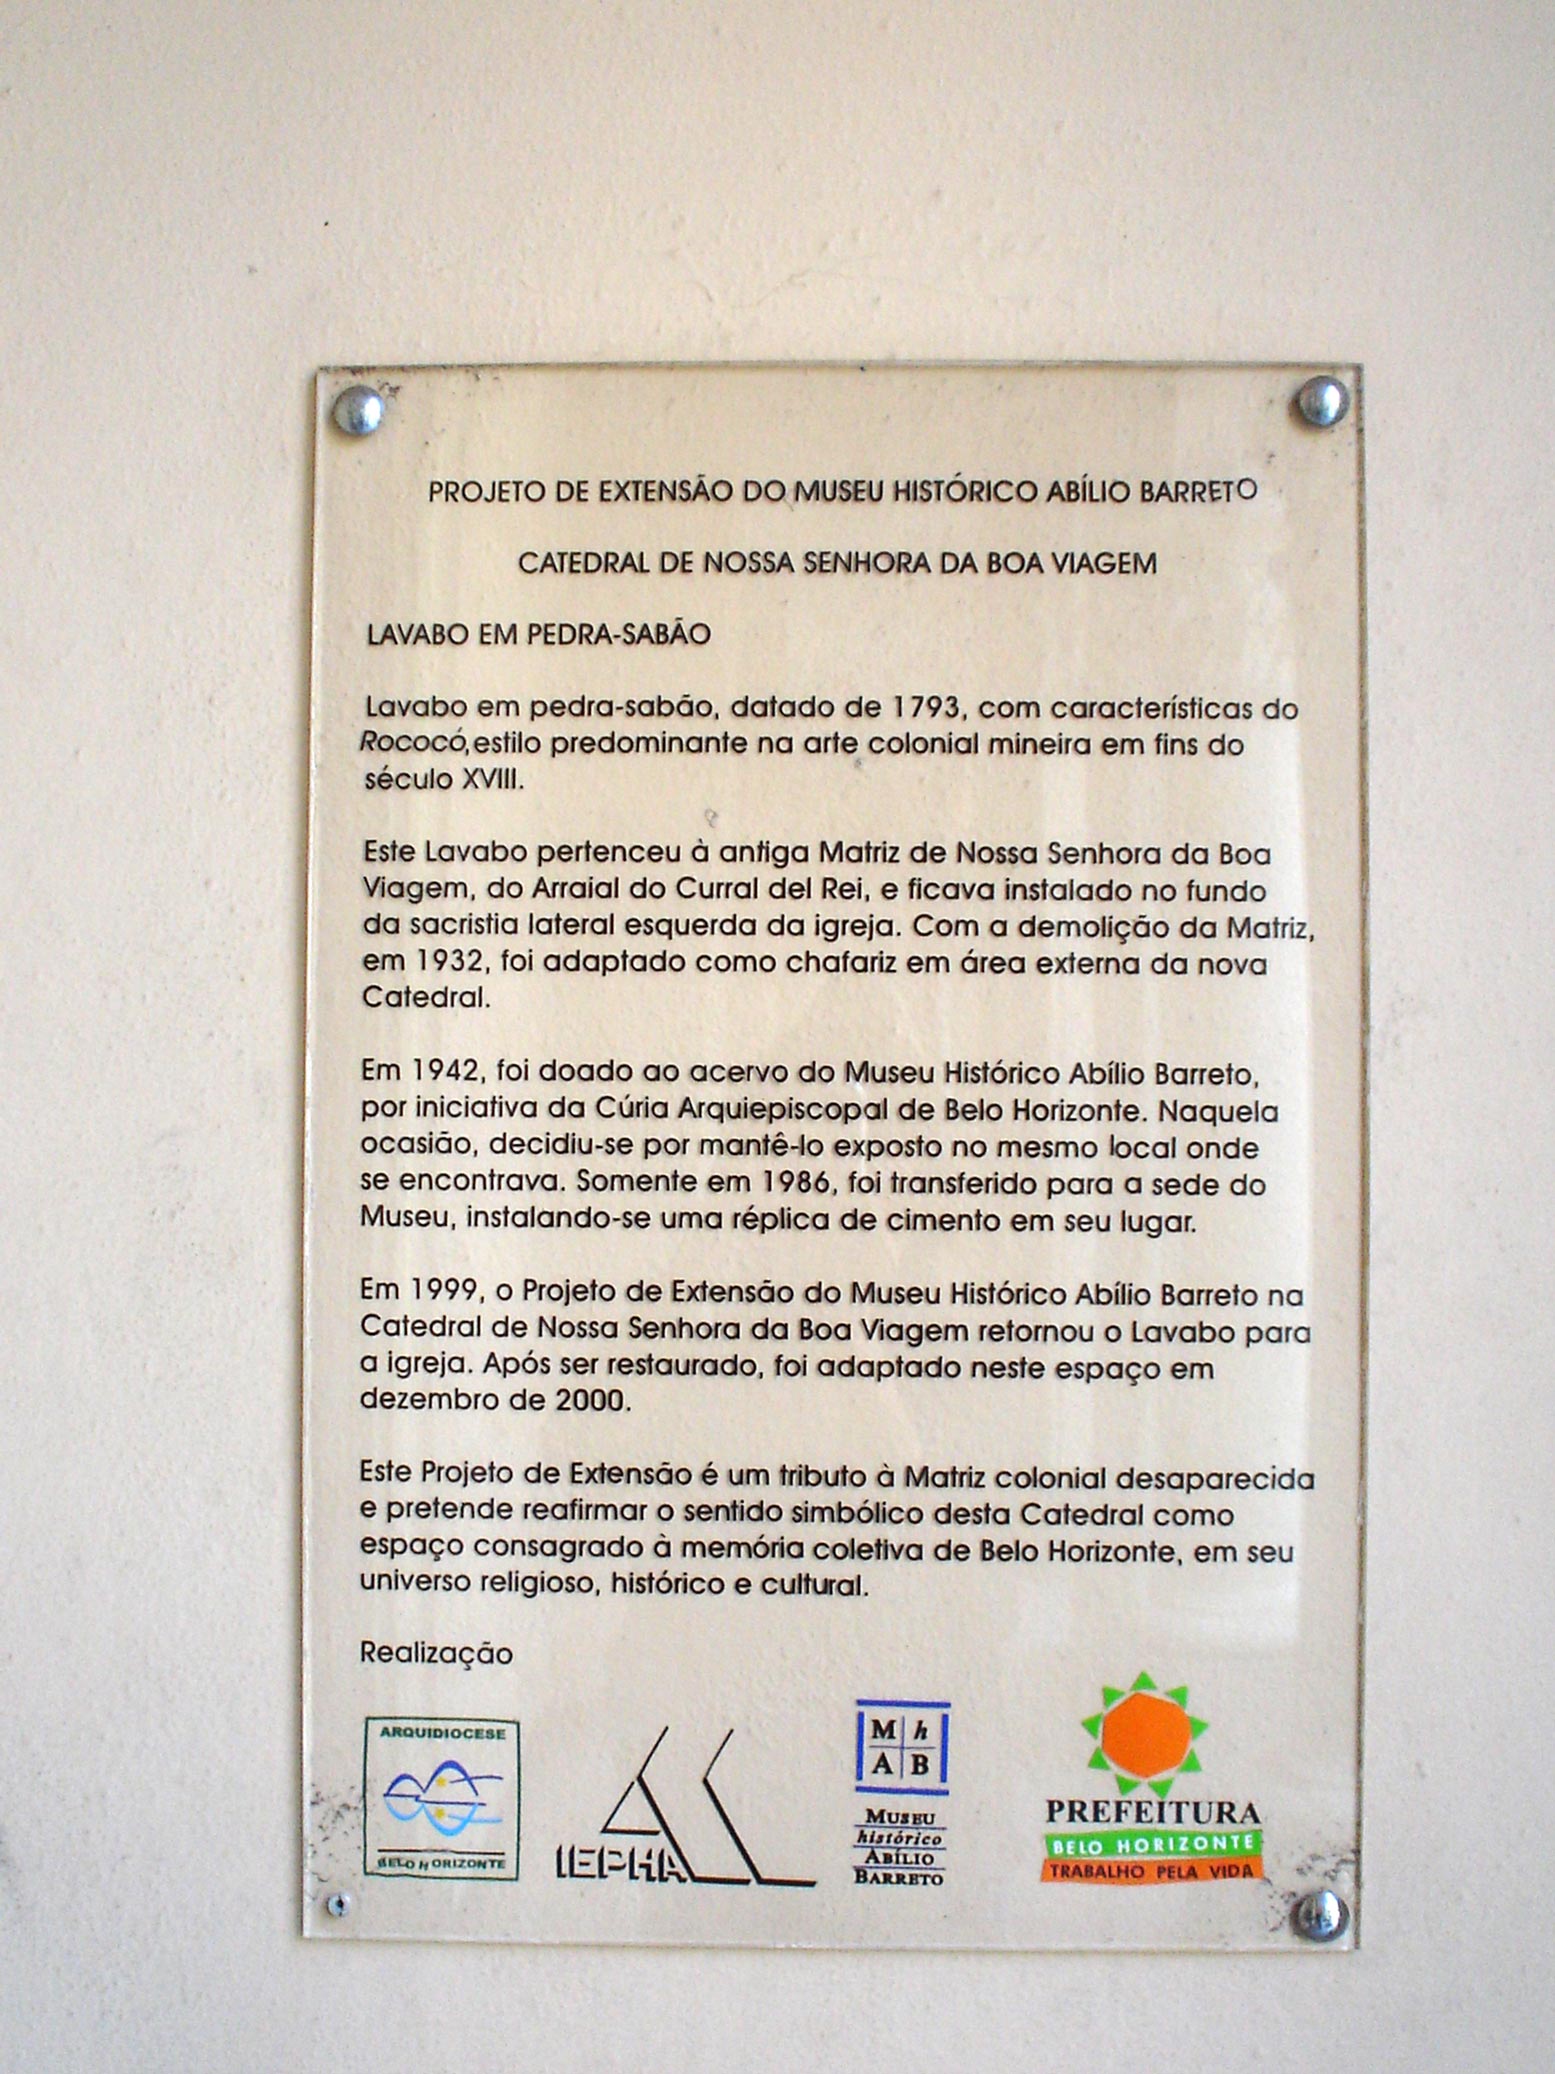 PROJETO DE EXTENSÃO DO MUSEU HISTÓRICO ABÍLIO BARRETO
CATEDRAL DE NOSSA SENHORA DA BOA VIAGEM
LAVABO EM PEDRA-SABÃO
Lavabo em pedra-sabão, datado de 1793, com características do
Rococó, estilo predominante na arte colonial mineira em fins do
século XVIII.
Este Lavabo pertenceu à antiga Matriz de Nossa Senhora da Boa
Viagem, do Arraial do Curral del Rei, e ficava instalado no fundo
da sacristia lateral esquerda da igreja. Com a demolição da Matriz,
em 1932, foi adaptado como chafariz em área externa da nova
Catedral.
Em 1942, foi doado ao acervo do Museu Histórico Abílio Barreto,
por iniciativa da Cúria Arquiepiscopal de Belo Horizonte. Naquela
ocasião, decidiu-se por mantê-lo exposto no mesmo local onde
se encontrava. Somente em 1986, foi transferido para a sede do
Museu, instalando-se uma réplica de cimento em seu lugar.
Em 1999, o Projeto de Extensão do Museu Histórico Abílio Barreto na
Catedral de Nossa Senhora da Boa Viagem retornou o Lavabo para
a igreja. Após ser restaurado, foi adaptado neste espaço em
dezembro de 2000.
Este Projeto de Extensão é um tributo à Matriz colonial desaparecida
e pretende reafirmar o sentido simbólico desta Catedral como
espaço consagrado à memória coletiva de Belo Horizonte, em seu
universo religioso, histórico e cultural.
Realização
ARQUIDIOCESE
BELO HORIZONTE
IEPHA
M h
A B
MUSEU
histórico
ABÍLIO
BARRETO
PREFEITURA
BELO HORIZONTE
TRABALHO PELA VIDA